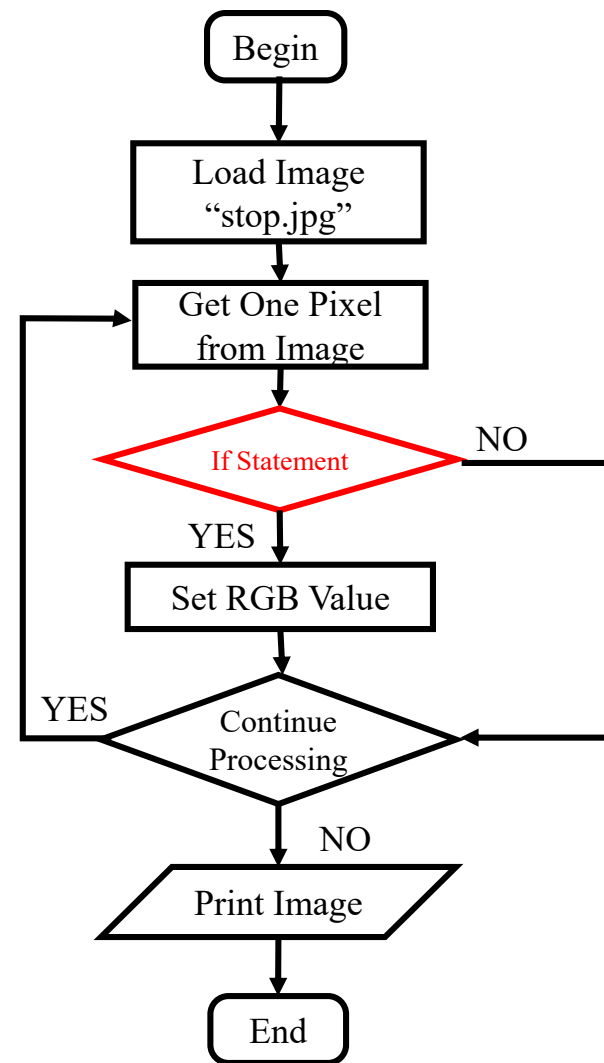 Begin
Load Image
“stop.jpg”
Get One Pixel
from Image
If Statement
NO
YES
Set RGB Value
YES
Continue
Processing
NO
Print Image
End